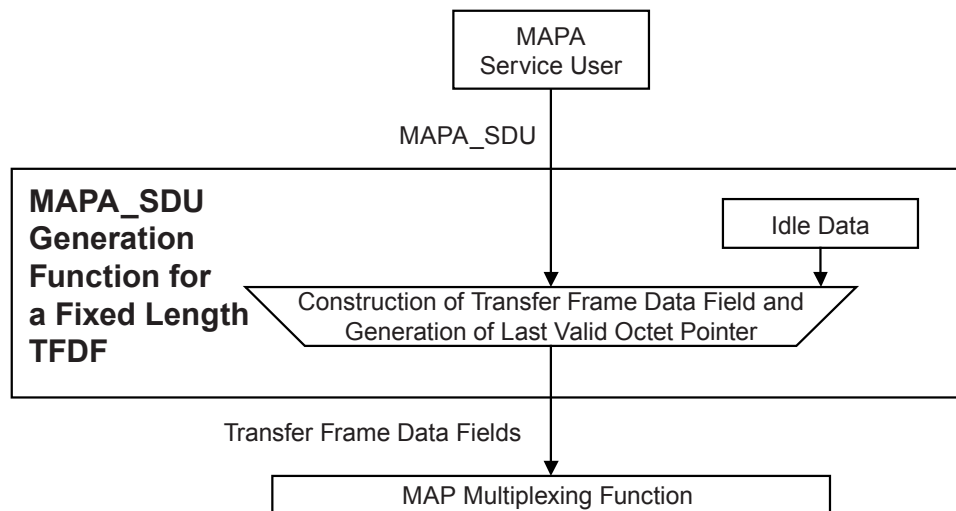 MAPA
Service User
MAPA_SDU
MAPA_SDU
Generation
Function for
a Fixed Length
TFDF
Idle Data
Construction of Transfer Frame Data Field and
Generation of Last Valid Octet Pointer
Transfer Frame Data Fields
MAP Multiplexing Function